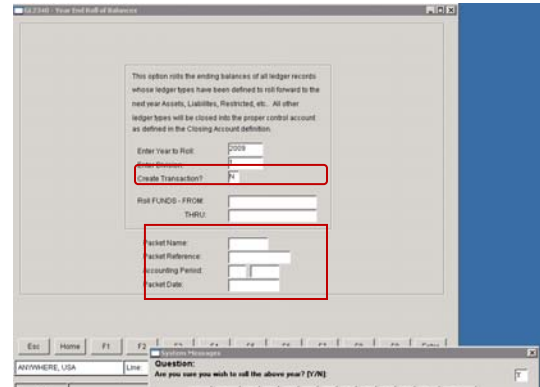 GL2340 - Year End Roll of Balances
This option rolls the ending balances of all ledger records
whose ledger types have been defined to roll forward to the
next year Assets, Liabilites, Restricted, etc.. All other
ledger types will be closed into the proper control account
as defined in the Closing Account definition.
Enter Year to Roll: 2009
Enter Division:
Create Transaction? N
Roll FUNDS - FROM:
THRU:
Packet Name:
Packet Reference:
Accounting Period:
Packet Date:
Esc Home F1 F2
ANYWHERE, USA Line:
System Messages
Question:
Are you sure you wish to roll the above year? [Y/N] Y